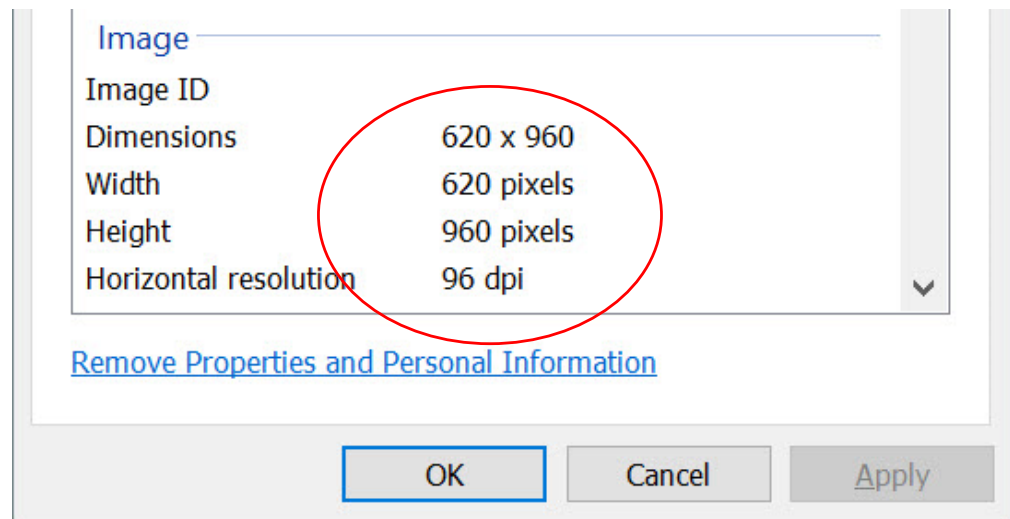 Image
Image ID
Dimensions 620 x 960
Width 620 pixels
Height 960 pixels
Horizontal resolution 96 dpi
Remove Properties and Personal Information
OK Cancel Apply